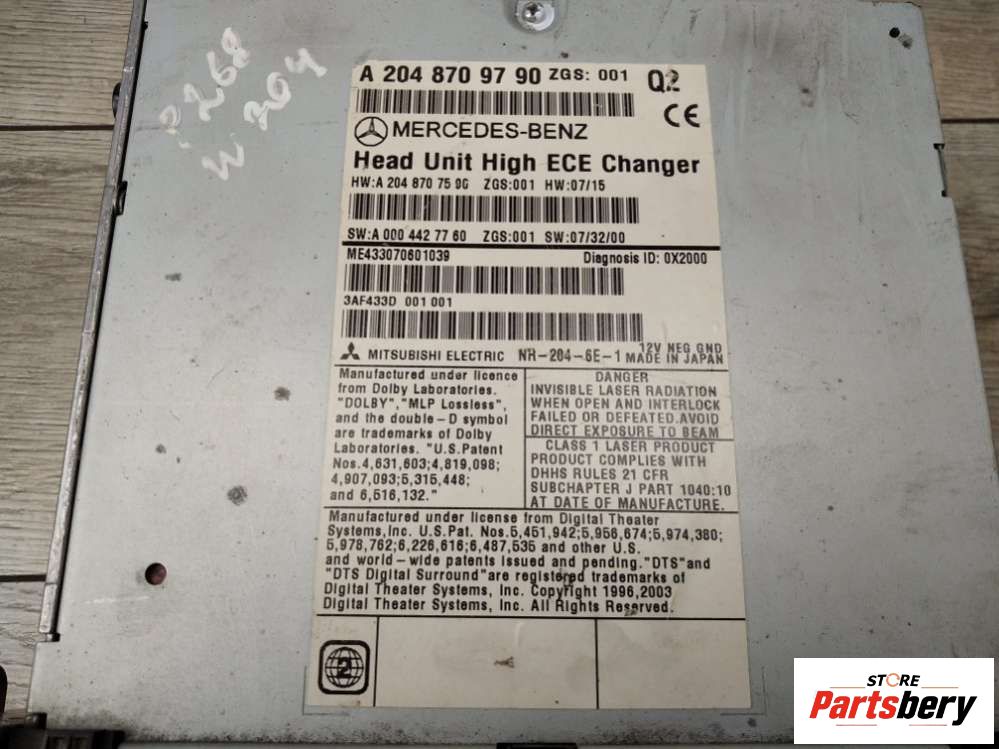 P268
W204
A 204 870 97 90 ZGS: 001 Q2
CE
MERCEDES-BENZ
Head Unit High ECE Changer
HW:A 204 870 75 90 ZGS:001 HW:07/15
SW:A 000 442 77 60 ZGS:001 SW:07/32/00
ME433070601039 Diagnosis ID: 0X2000
3AF433D 001 001
MITSUBISHI ELECTRIC NR-204-6E-1 12V NEG GND
MADE IN JAPAN
Manufactured under licence
from Dolby Laboratories.
"DOLBY","MLP Lossless",
and the double-D symbol
are trademarks of Dolby
Laboratories. "U.S.Patent
Nos.4,631,603;4,819,098;
4,907,093;5,315,448;
and 6,516,132."
DANGER
INVISIBLE LASER RADIATION
WHEN OPEN AND INTERLOCK
FAILED OR DEFEATED.AVOID
DIRECT EXPOSURE TO BEAM
CLASS 1 LASER PRODUCT
PRODUCT COMPLIES WITH
DHHS RULES 21 CFR
SUBCHAPTER J PART 1040:10
AT DATE OF MANUFACTURE.
Manufactured under license from Digital Theater
Systems,Inc. U.S.Pat. Nos.5,451,942;5,956,674;5,974,380;
5,978,762;6,226,616;6,487,535 and other U.S.
and world-wide patents issued and pending."DTS"and
"DTS Digital Surround"are registered trademarks of
Digital Theater Systems, Inc. Copyright 1996,2003
Digital Theater Systems, Inc. All Rights Reserved.
2
STORE
Partsbery